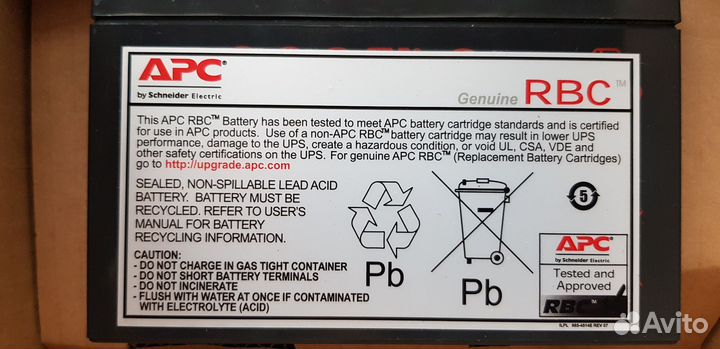 APC
by Schneider Electric
Genuine RBC™
This APC RBC™ Battery has been tested to meet APC battery cartridge standards and is certified
for use in APC products. Use of a non-APC RBC™ battery cartridge may result in lower UPS
performance, damage to the UPS, create a hazardous condition, or void UL, CSA, VDE and
other safety certifications on the UPS. For genuine APC RBC™ (Replacement Battery Cartridges)
go to http://upgrade.apc.com
SEALED, NON-SPILLABLE LEAD ACID
BATTERY. BATTERY MUST BE
RECYCLED. REFER TO USER'S
MANUAL FOR BATTERY
RECYCLING INFORMATION.
CAUTION:
- DO NOT CHARGE IN GAS TIGHT CONTAINER
- DO NOT SHORT BATTERY TERMINALS
- DO NOT INCINERATE
- FLUSH WITH WATER AT ONCE IF CONTACTED
WITH ELECTROLYTE (ACID)
Pb
Pb
5
APC
by Schneider Electric
Tested and
Approved
RBC™
Avito